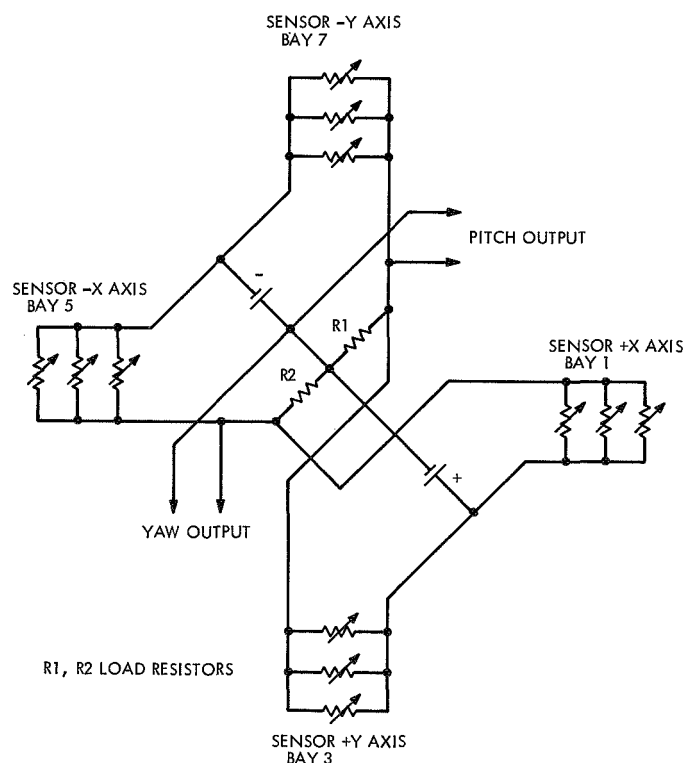 SENSOR -Y AXIS
BAY 7
PITCH OUTPUT
-
SENSOR -X AXIS
BAY 5
R1
SENSOR +X AXIS
BAY 1
R2
+
YAW OUTPUT
R1, R2 LOAD RESISTORS
SENSOR +Y AXIS
BAY 3